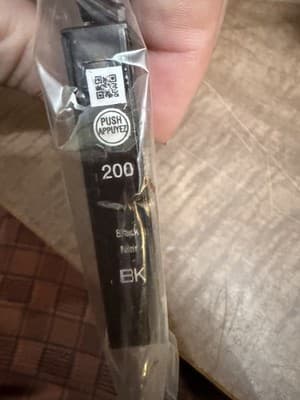 PUSH
APPUYEZ
200
Black
Noir
BK